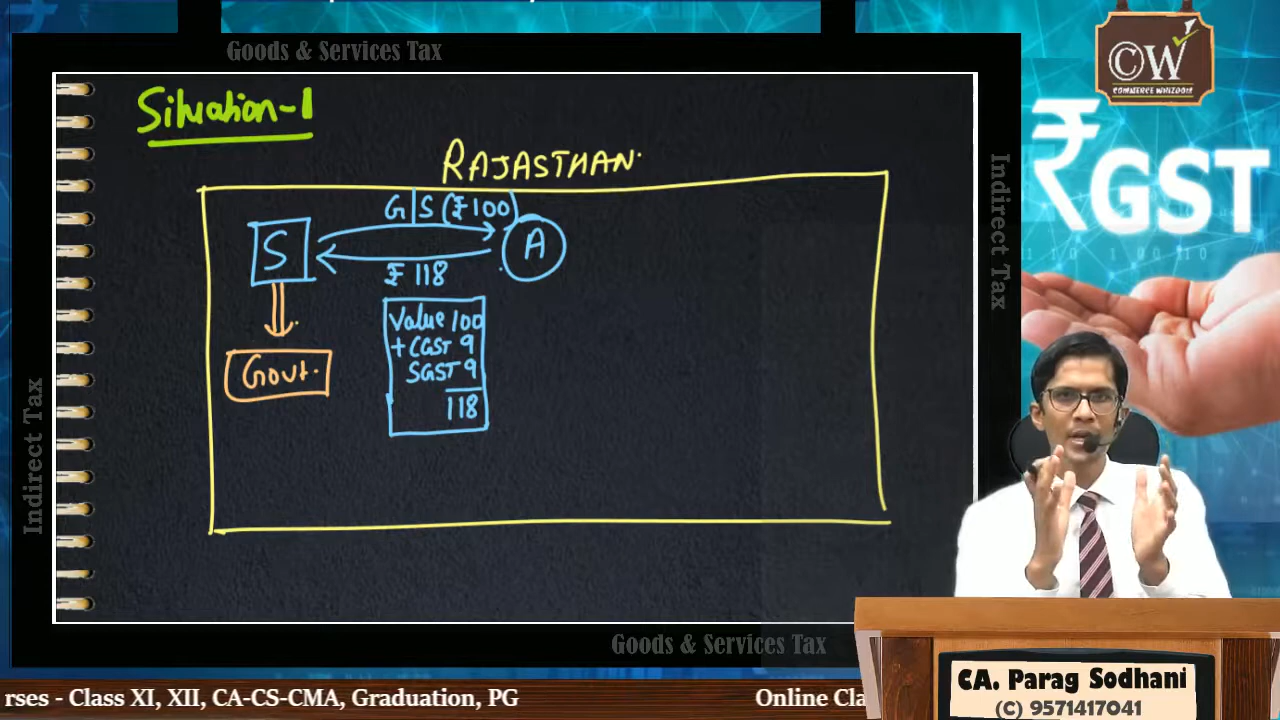 Goods & Services Tax
©W
COMMERCE WHIZDOM
Situation-1
RAJASTHAN
G|S (₹100)
S
A
₹ 118
Value 100
+ CGST 9
SGST 9
118
Govt.
₹GST
Indirect Tax
Indirect Tax
Goods & Services Tax
CA. Parag Sodhani
(C) 9571417041
rses - Class XI, XII, CA-CS-CMA, Graduation, PG
Online Cla